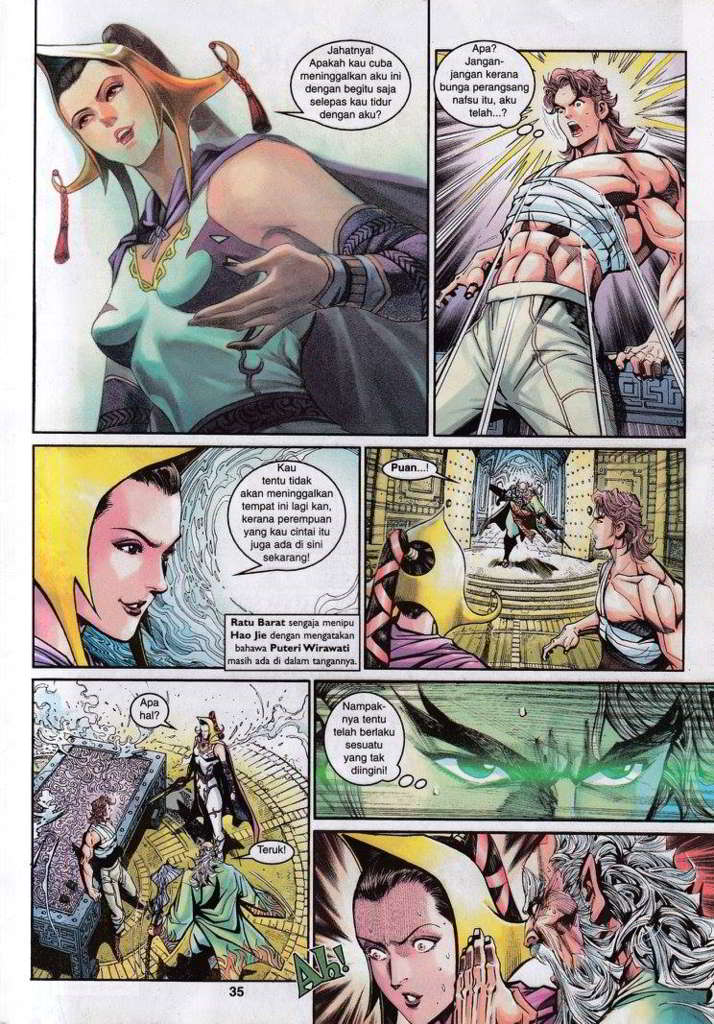 Jahatnya!
Apakah kau cuba
meninggalkan aku ini
dengan begitu saja
selepas kau tidur
dengan aku?
Apa?
Jangan-
jangan kerana
bunga perangsang
nafsu itu, aku
telah...?
Kau
tentu tidak
akan meninggalkan
tempat ini lagi kan,
kerana perempuan
yang kau cintai itu
juga ada di sini
sekarang!
Ratu Barat sengaja menipu
Hao Jie dengan mengatakan
bahawa Puteri Wirawati
masih ada di dalam tangannya.
Puan...!
Apa
hal?
Teruk!
Nampak-
nya tentu
telah berlaku
sesuatu
yang tak
diingini!
Ah!
35